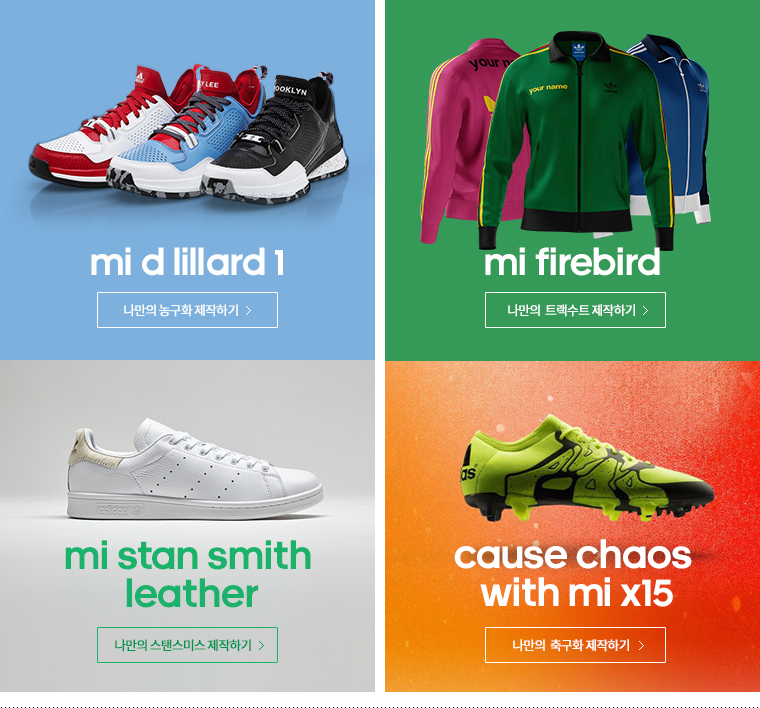 YLEE
ROOKLYN
mi d lillard 1
나만의 농구화 제작하기 >
your n
your name
adidas
mi firebird
나만의 트랙수트 제작하기 >
adidas
mi stan smith
leather
나만의 스탠스미스 제작하기 >
das
cause chaos
with mi x15
나만의 축구화 제작하기 >